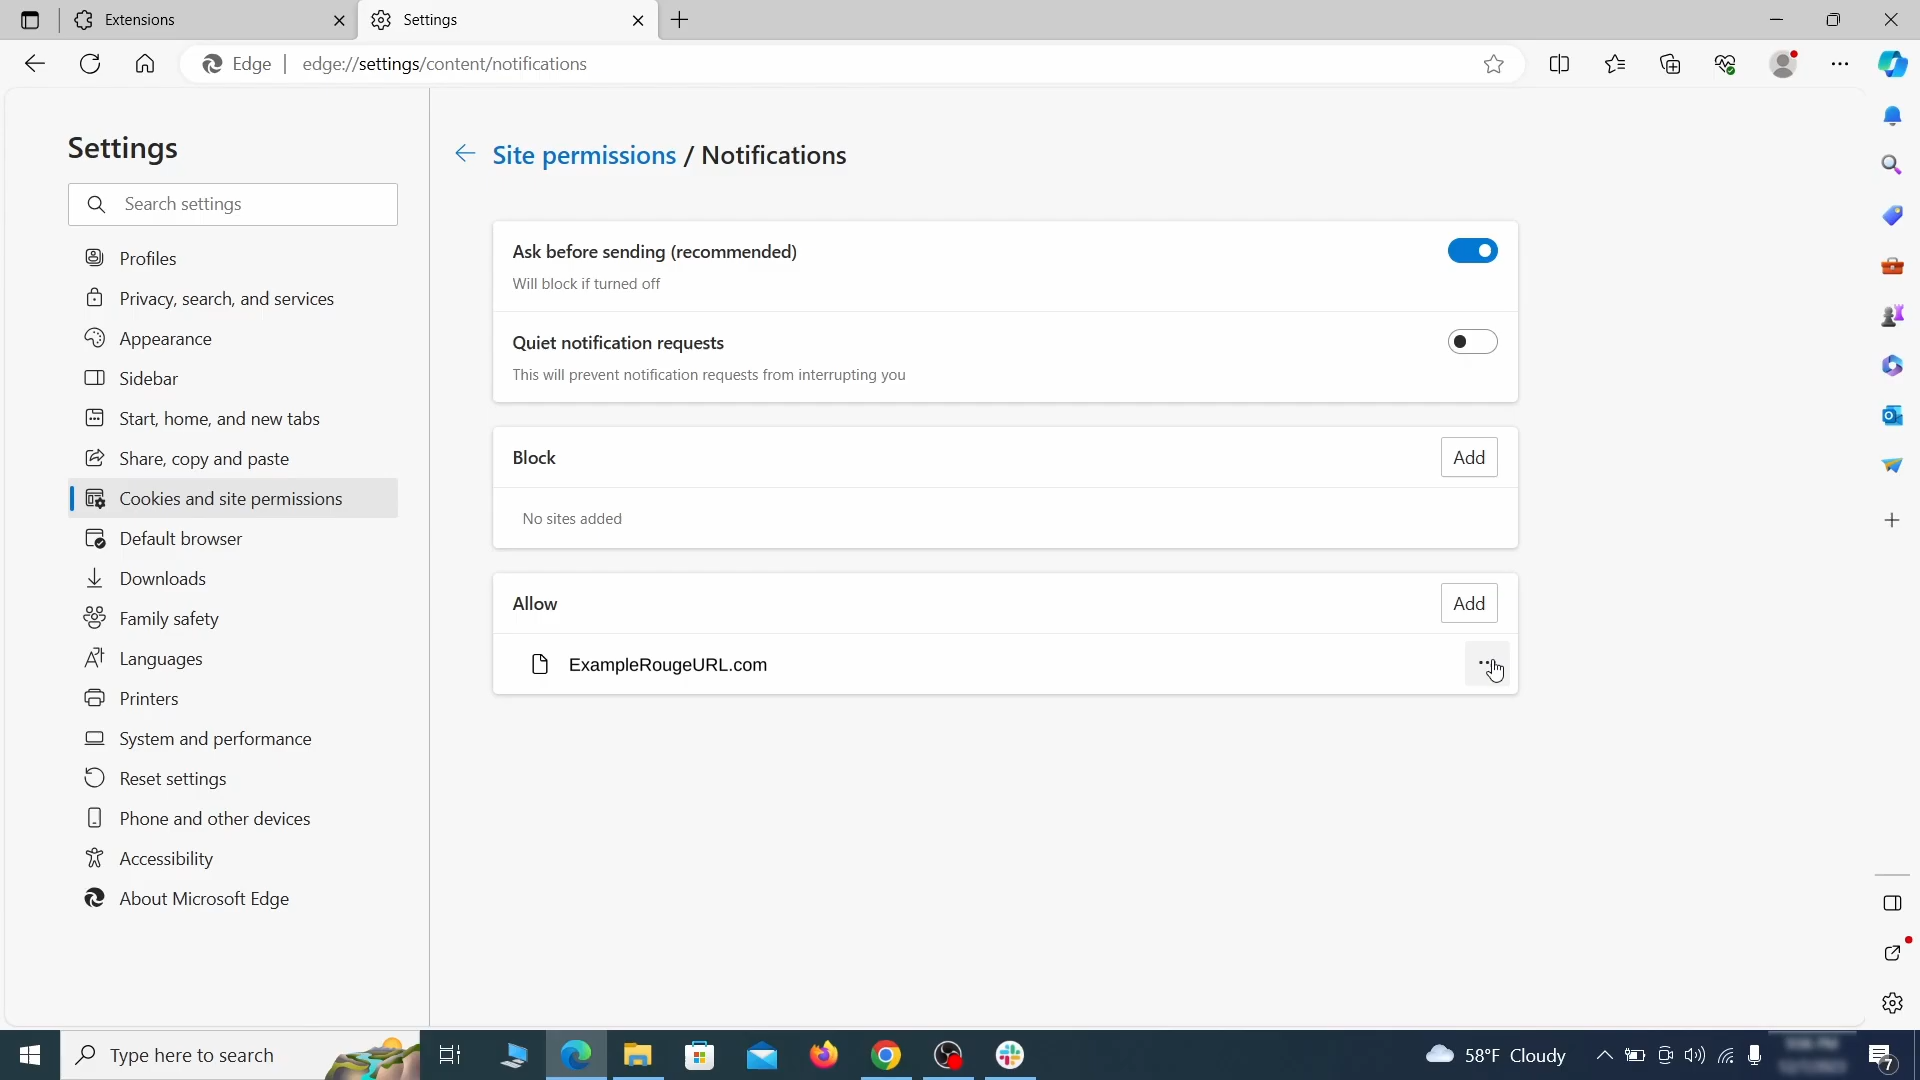 Extensions
Settings
Edge
edge://settings/content/notifications
Settings
Search settings
Profiles
Privacy, search, and services
Appearance
Sidebar
Start, home, and new tabs
Share, copy and paste
Cookies and site permissions
Default browser
Downloads
Family safety
Languages
Printers
System and performance
Reset settings
Phone and other devices
Accessibility
About Microsoft Edge
Site permissions / Notifications
Ask before sending (recommended)
Will block if turned off
Quiet notification requests
This will prevent notification requests from interrupting you
Block
Add
No sites added
Allow
Add
ExampleRougeURL.com
Type here to search
58°F Cloudy
7